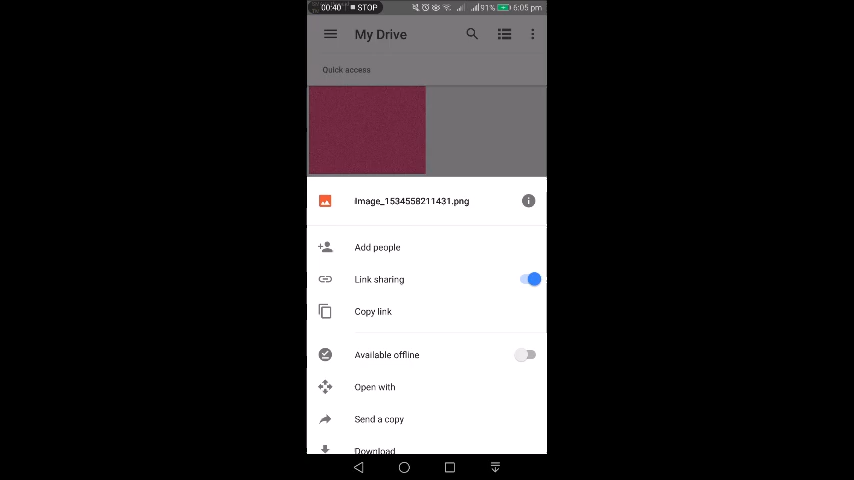 00:40 STOP 91% 6:05 pm
My Drive
Quick access
Image_1534558211431.png
Add people
Link sharing
Copy link
Available offline
Open with
Send a copy
Download